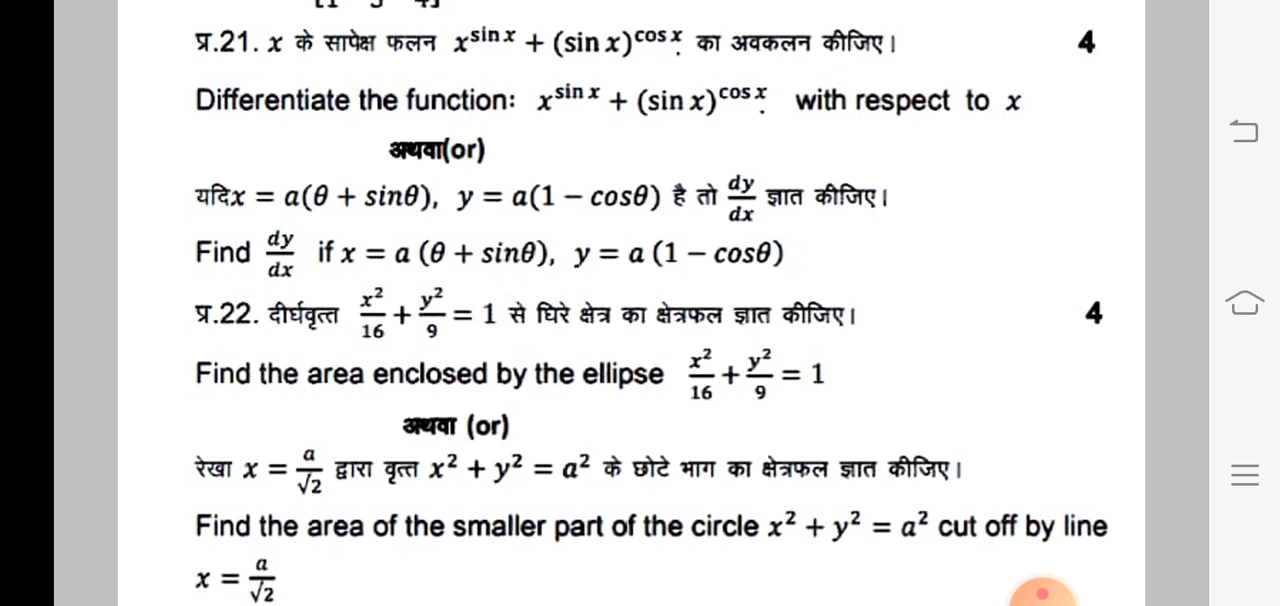 प्र.21. x के सापेक्ष फलन x^sin x + (sin x)^cos x का अवकलन कीजिए। 4
Differentiate the function: x^sin x + (sin x)^cos x with respect to x
अथवा(or)
यदिx = a(θ + sinθ), y = a(1 − cosθ) है तो dy/dx ज्ञात कीजिए।
Find dy/dx if x = a (θ + sinθ), y = a (1 − cosθ)
प्र.22. दीर्घवृत्त x²/16 + y²/9 = 1 से घिरे क्षेत्र का क्षेत्रफल ज्ञात कीजिए। 4
Find the area enclosed by the ellipse x²/16 + y²/9 = 1
अथवा (or)
रेखा x = a/√2 द्वारा वृत्त x² + y² = a² के छोटे भाग का क्षेत्रफल ज्ञात कीजिए।
Find the area of the smaller part of the circle x² + y² = a² cut off by line
x = a/√2